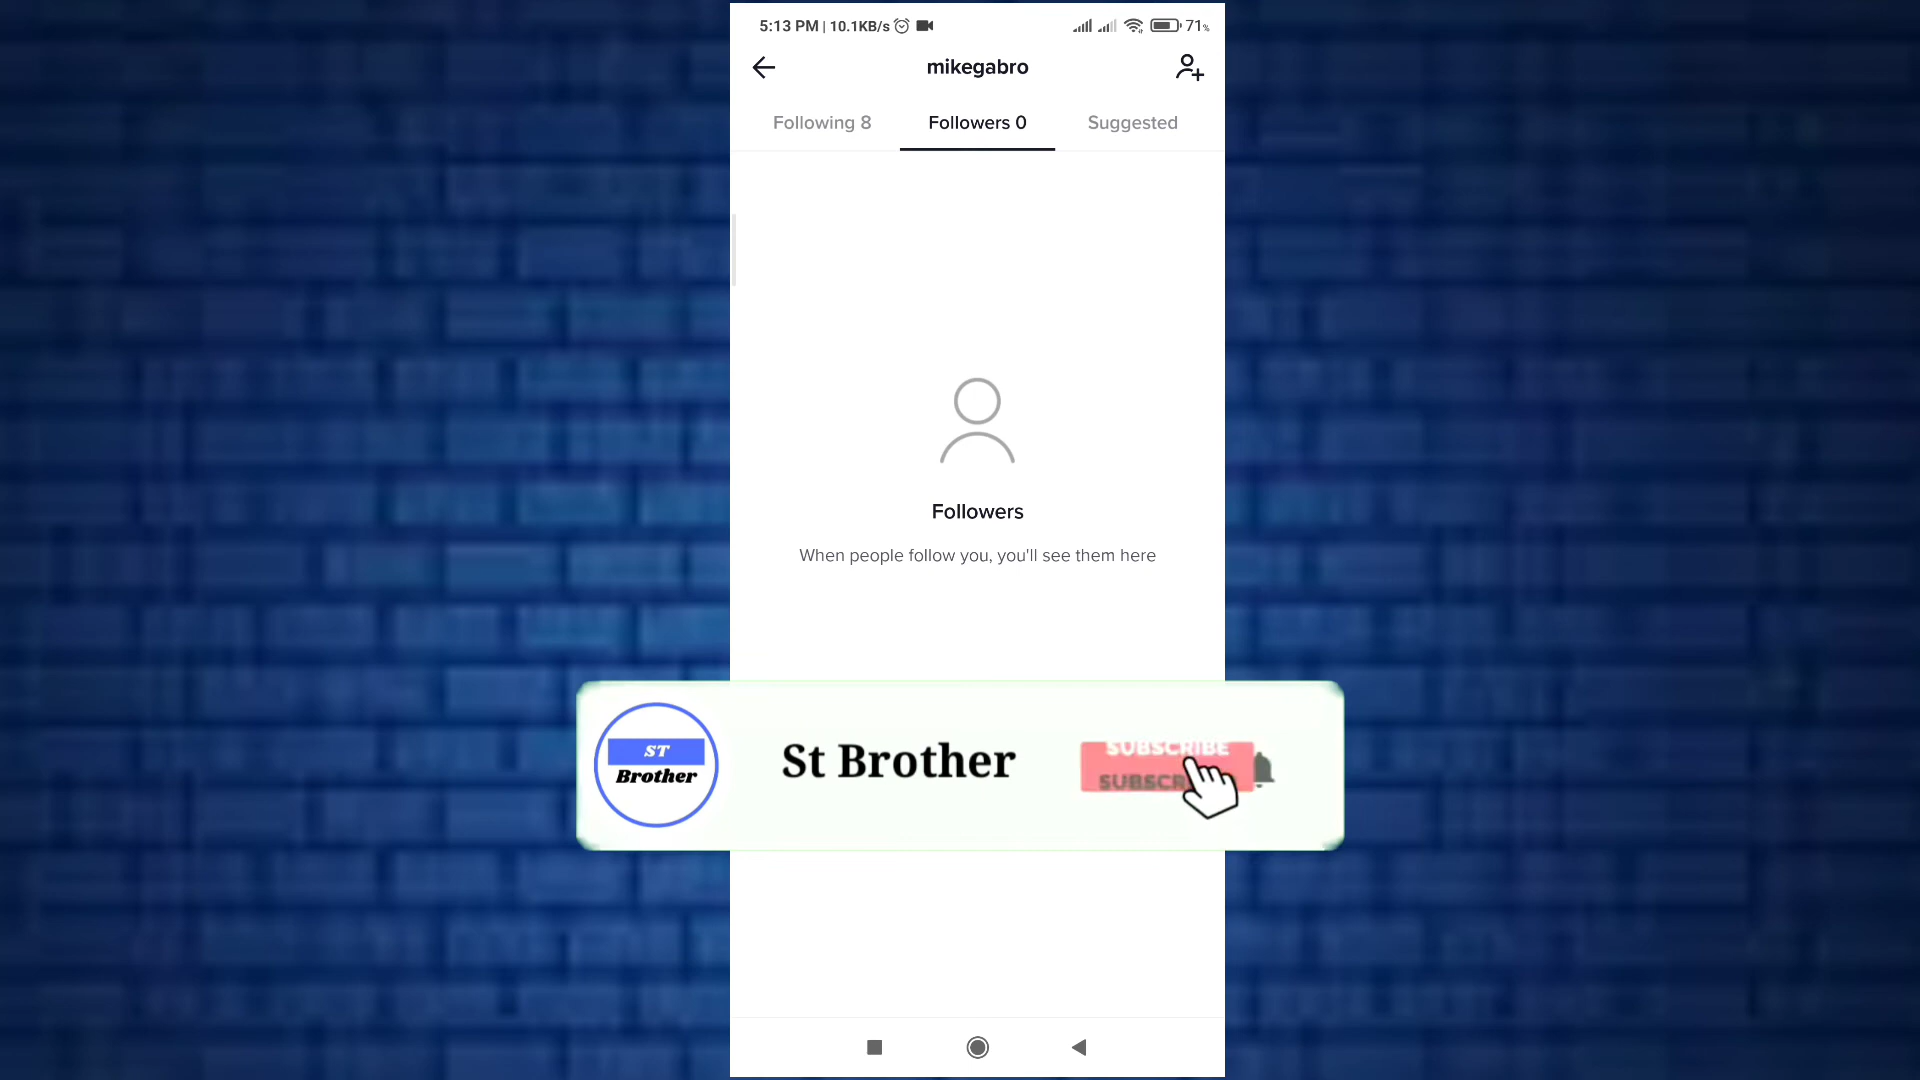 5:13 PM | 10.1KB/s 71%
mikegabro
Following 8 Followers 0 Suggested
Followers
When people follow you, you'll see them here
ST
Brother
St Brother
SUBSCRIBE